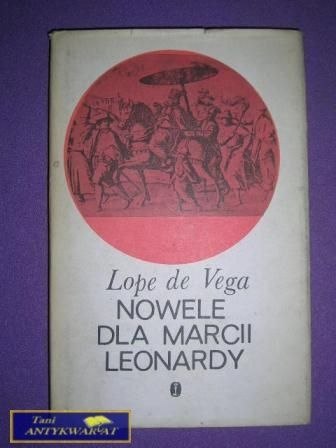 Lope de Vega
NOWELE
DLA MARCII
LEONARDY
Tani
ANTYKWARIAT